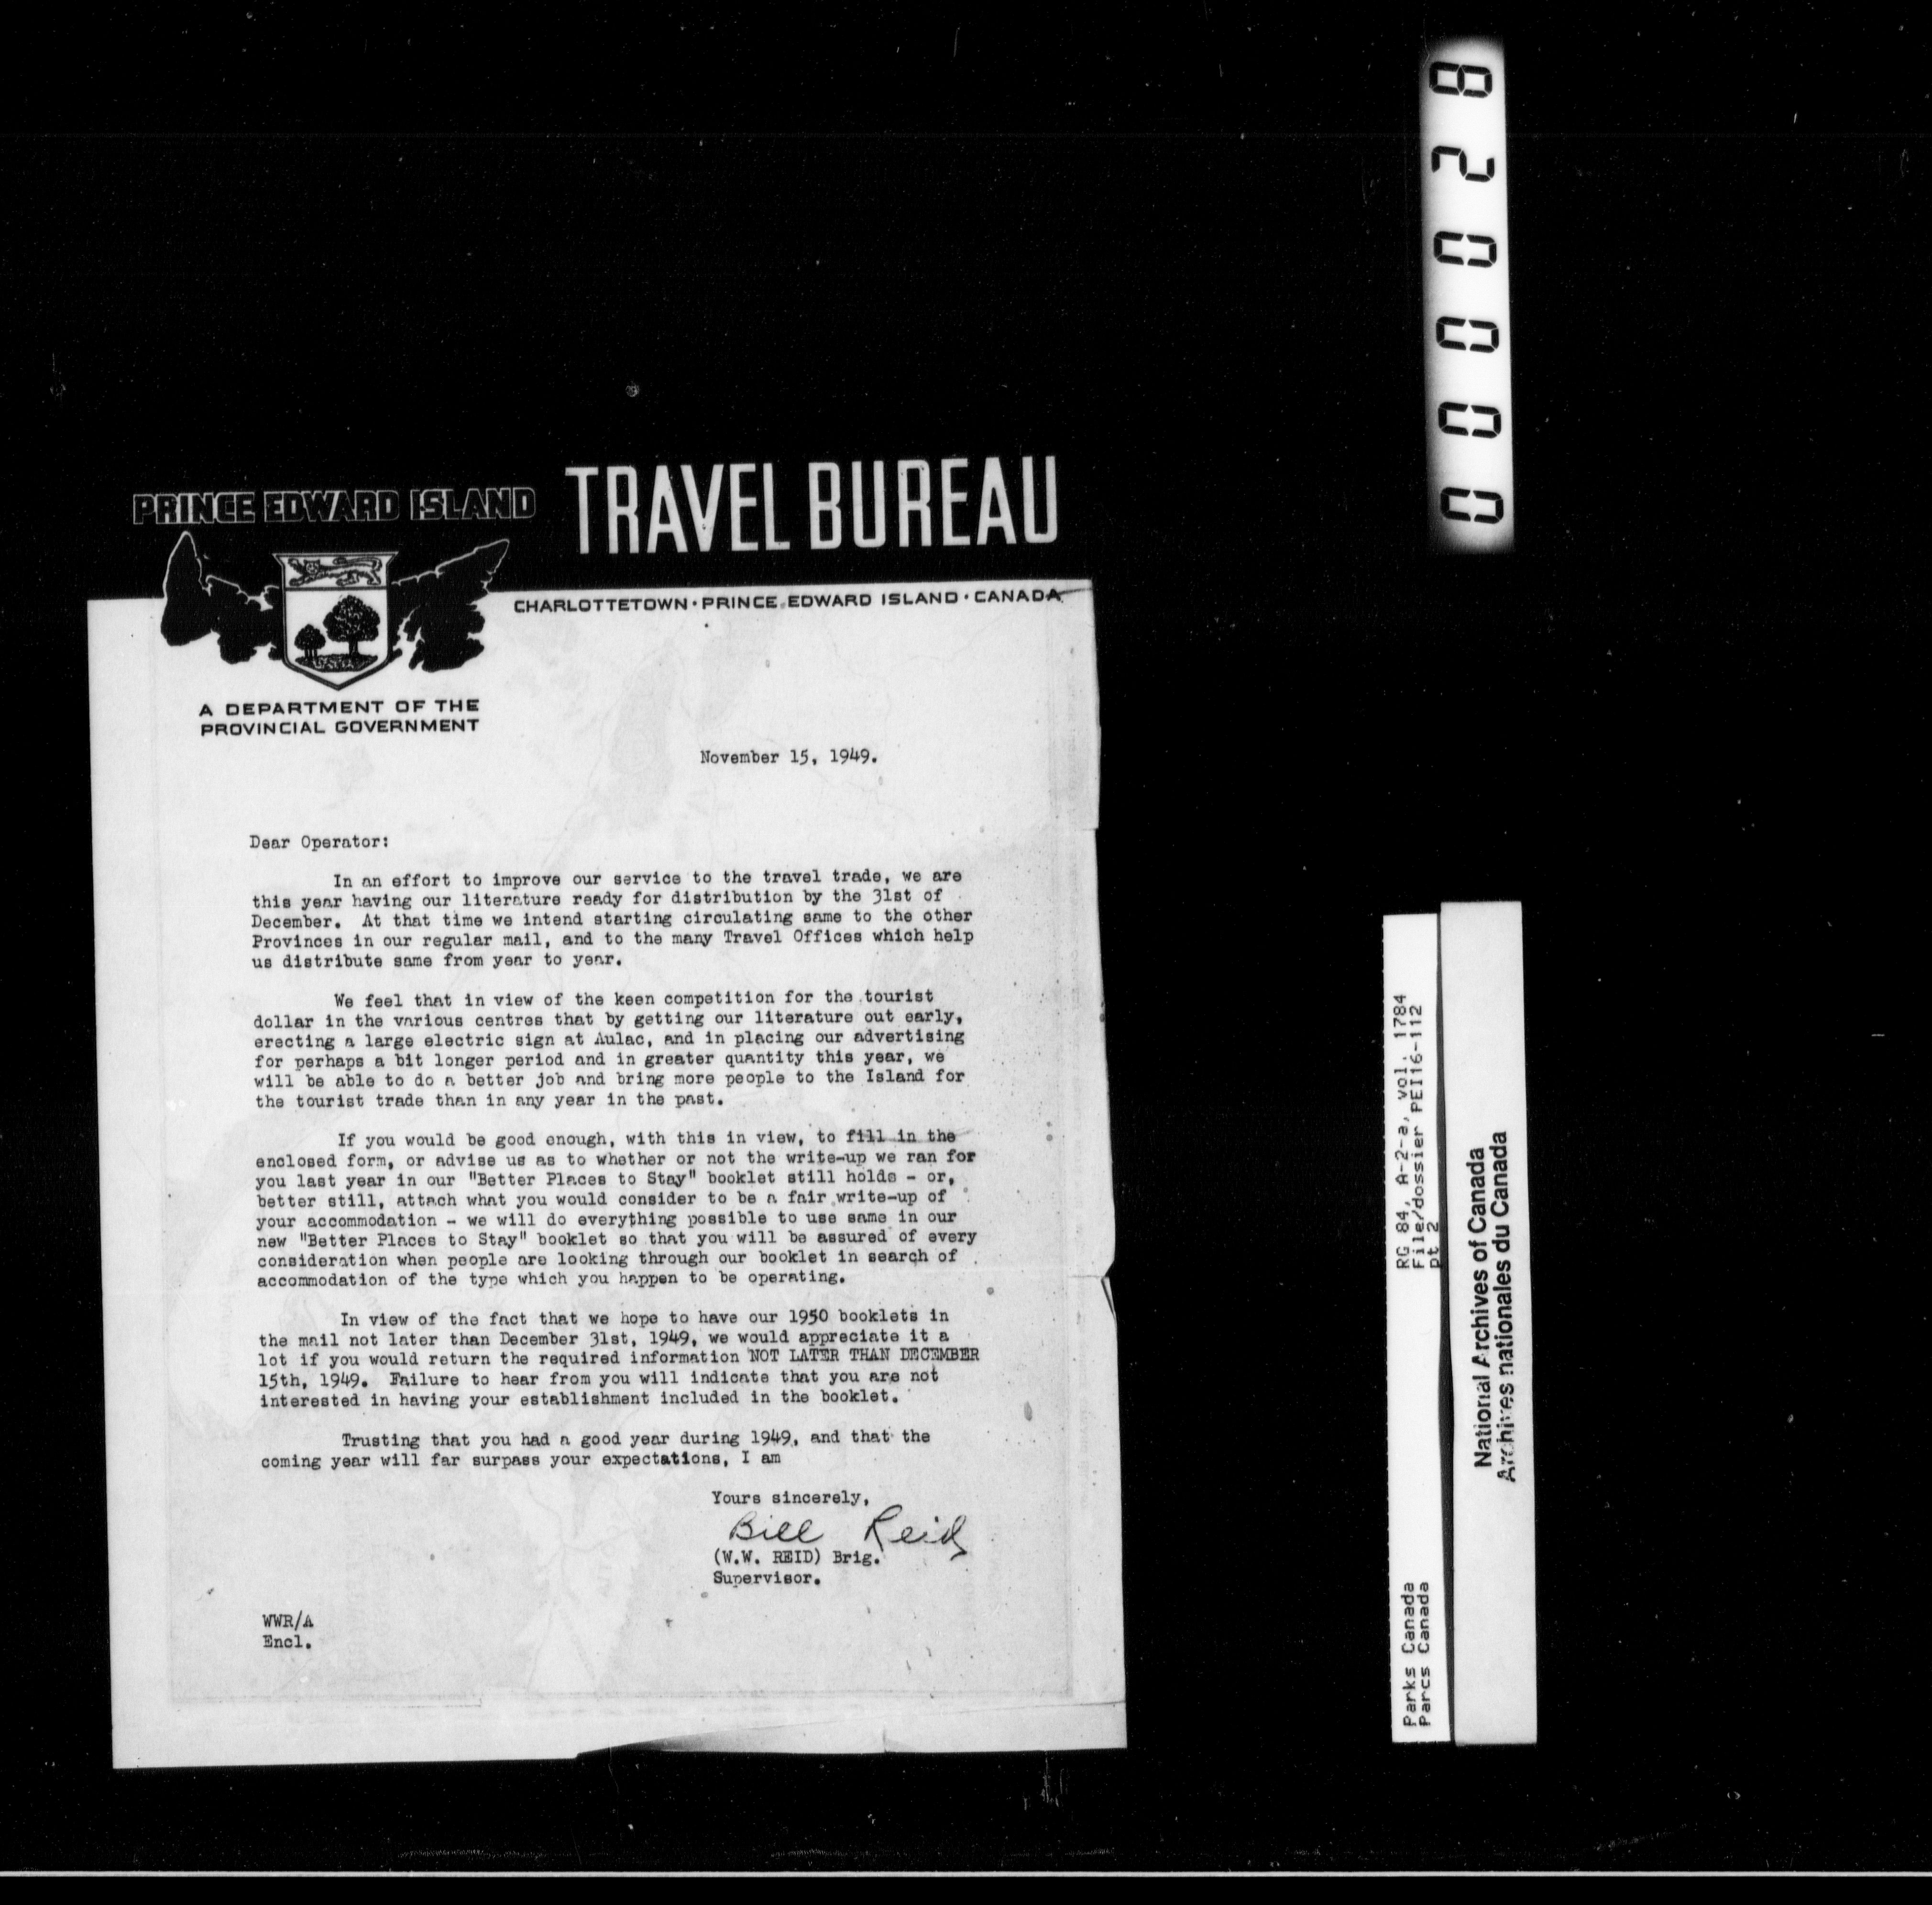 PRINCE EDWARD ISLAND TRAVEL BUREAU
CHARLOTTETOWN · PRINCE EDWARD ISLAND · CANADA
A DEPARTMENT OF THE
PROVINCIAL GOVERNMENT
November 15, 1949.
Dear Operator:
In an effort to improve our service to the travel trade, we are
this year having our literature ready for distribution by the 31st of
December. At that time we intend starting circulating same to the other
Provinces in our regular mail, and to the many Travel Offices which help
us distribute same from year to year.
We feel that in view of the keen competition for the tourist
dollar in the various centres that by getting our literature out early,
erecting a large electric sign at Aulac, and in placing our advertising
for perhaps a bit longer period and in greater quantity this year, we
will be able to do a better job and bring more people to the Island for
the tourist trade than in any year in the past.
If you would be good enough, with this in view, to fill in the
enclosed form, or advise us as to whether or not the write-up we ran for
you last year in our "Better Places to Stay" booklet still holds - or,
better still, attach what you would consider to be a fair write-up of
your accommodation - we will do everything possible to use same in our
new "Better Places to Stay" booklet so that you will be assured of every
consideration when people are looking through our booklet in search of
accommodation of the type which you happen to be operating.
In view of the fact that we hope to have our 1950 booklets in
the mail not later than December 31st, 1949, we would appreciate it a
lot if you would return the required information NOT LATER THAN DECEMBER
15th, 1949. Failure to hear from you will indicate that you are not
interested in having your establishment included in the booklet.
Trusting that you had a good year during 1949, and that the
coming year will far surpass your expectations, I am
Yours sincerely,
Bill Reid
(W.W. REID) Brig.
Supervisor.
WWR/A
Encl.
000028
RG 84, A-2-a, vol. 1784
File/dossier PEI16-112
pt 2
Parks Canada
Parcs Canada
National Archives of Canada
Archives nationales du Canada